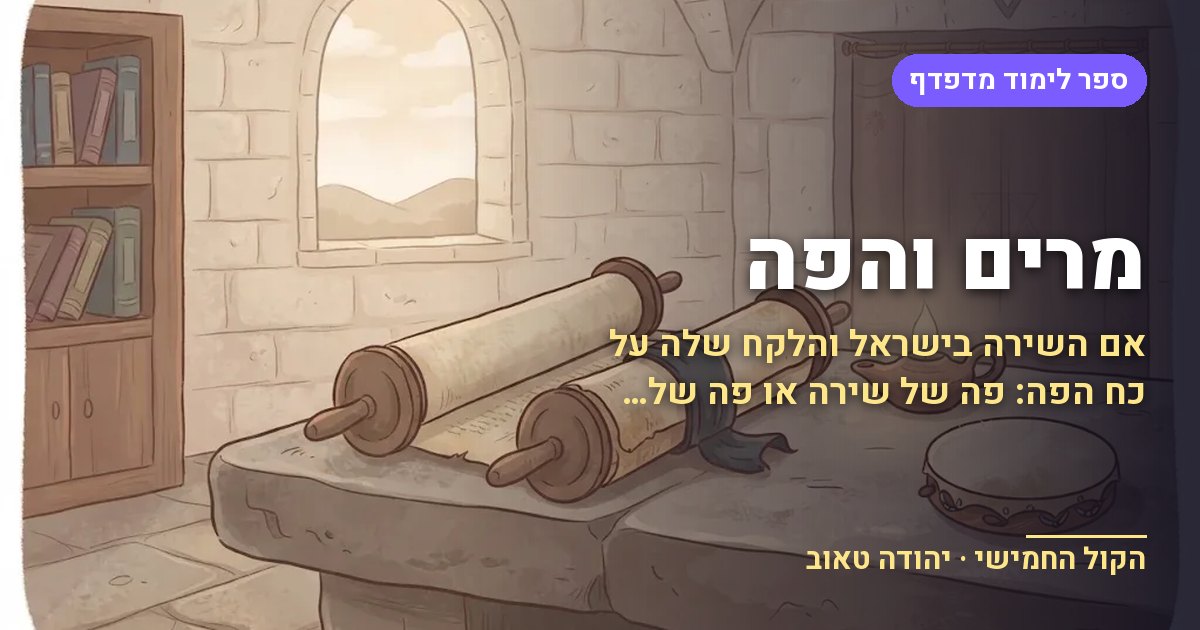 ספר לימוד מדפדף
מרים והפה
אם השירה בישראל והלקח שלה על
כח הפה: פה של שירה או פה של...
הקול החמישי · יהודה טאוב